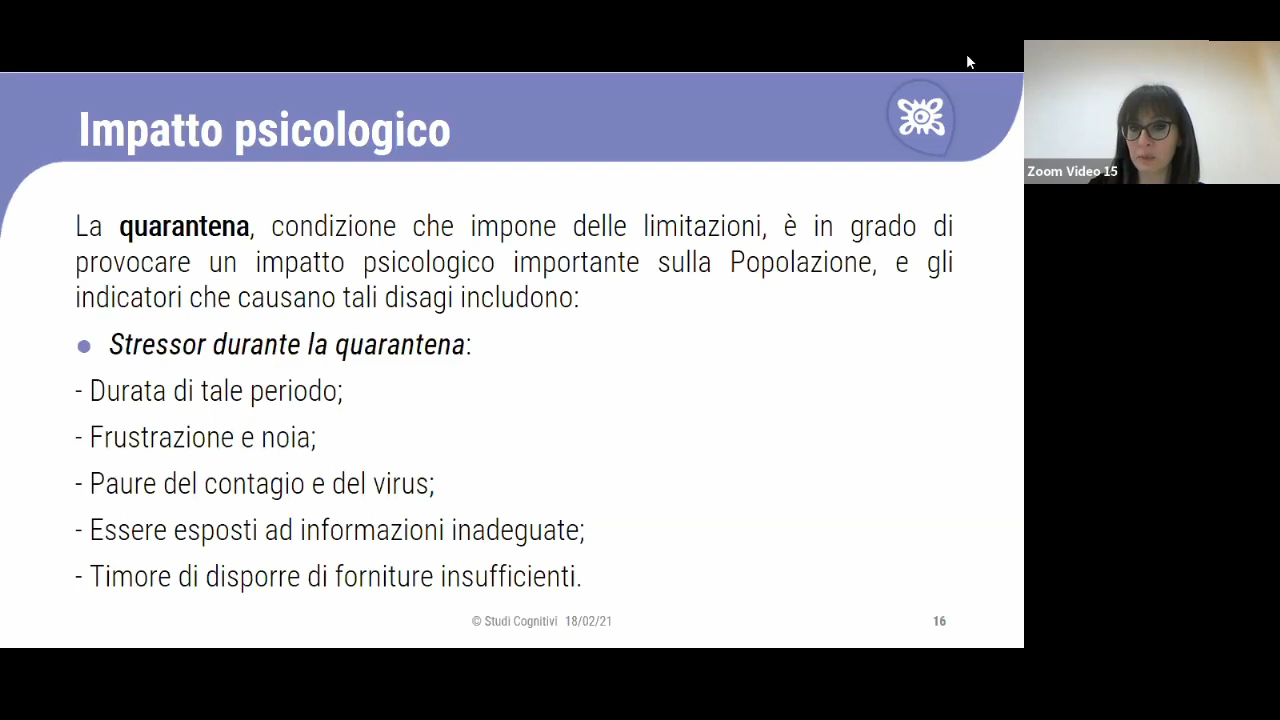 Impatto psicologico
Zoom Video 15
La quarantena, condizione che impone delle limitazioni, è in grado di
provocare un impatto psicologico importante sulla Popolazione, e gli
indicatori che causano tali disagi includono:
● Stressor durante la quarantena:
- Durata di tale periodo;
- Frustrazione e noia;
- Paure del contagio e del virus;
- Essere esposti ad informazioni inadeguate;
- Timore di disporre di forniture insufficienti.
© Studi Cognitivi 18/02/21
16